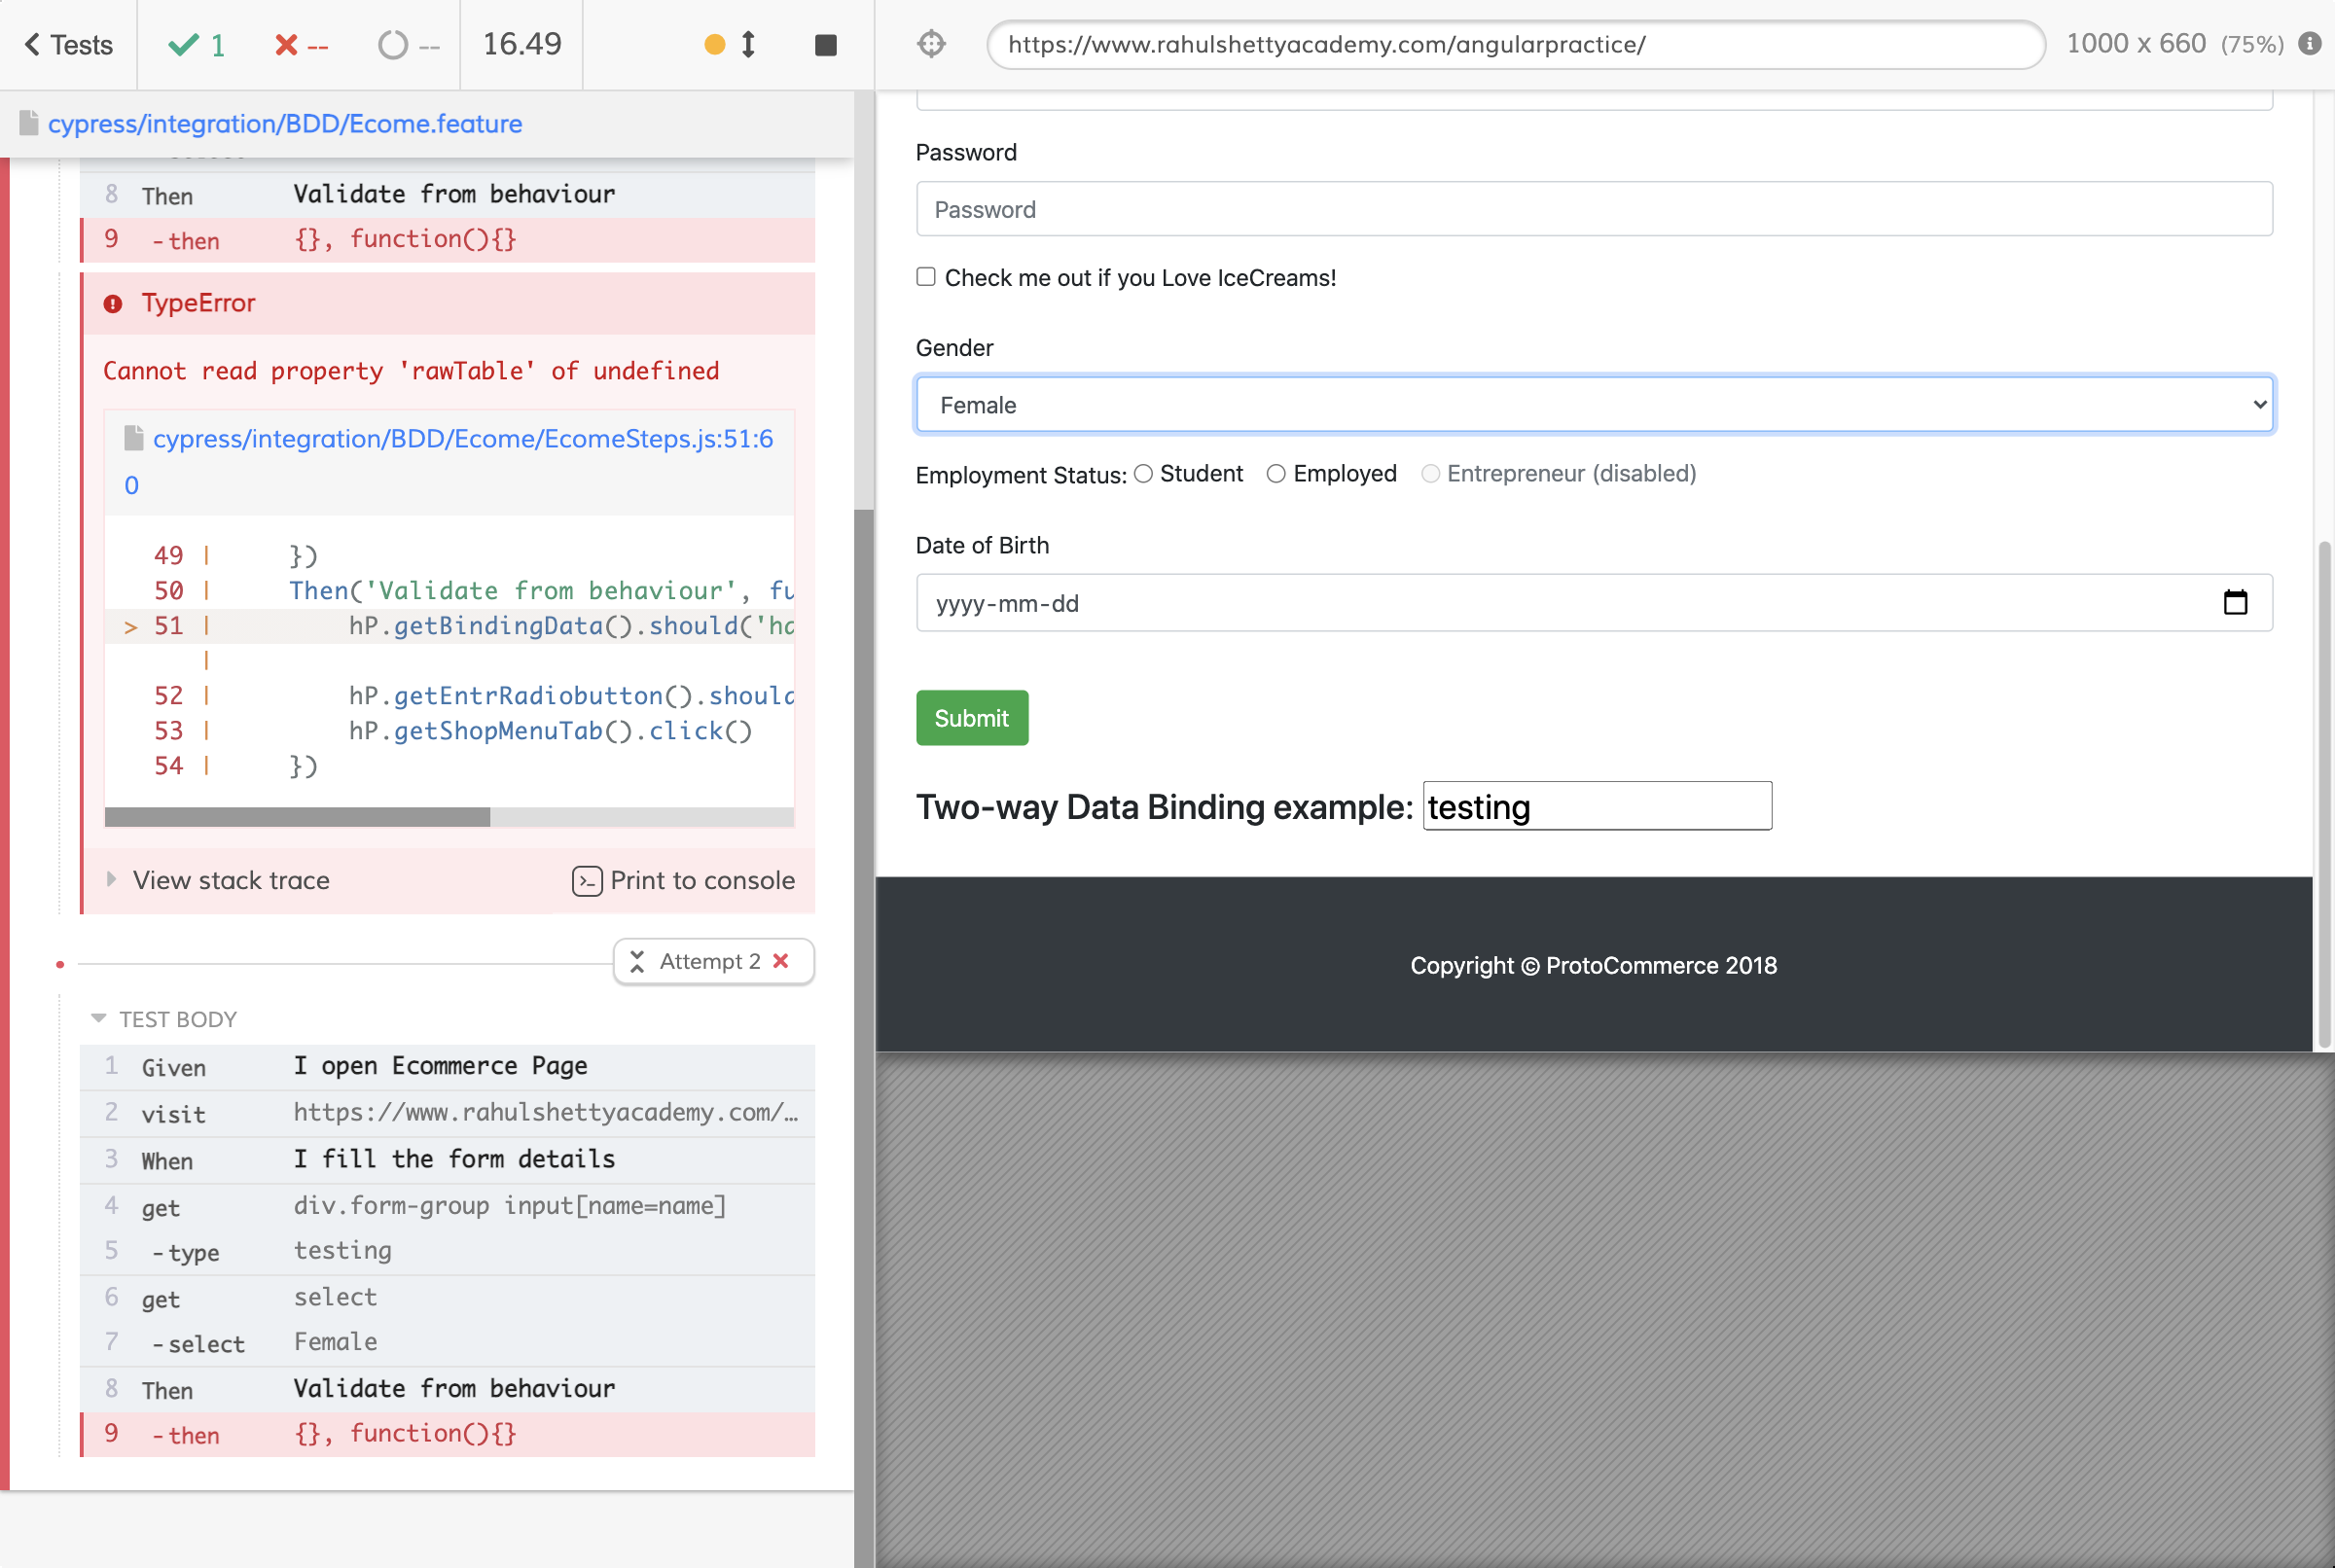 Tests 1 -- -- 16.49
https://www.rahulshettyacademy.com/angularpractice/ 1000 x 660 (75%)
cypress/integration/BDD/Ecome.feature
8 Then Validate from behaviour
9 -then {}, function(){}
TypeError
Cannot read property 'rawTable' of undefined
cypress/integration/BDD/Ecome/EcomeSteps.js:51:6
0
49 | })
50 | Then('Validate from behaviour', fu
> 51 | hP.getBindingData().should('ha
|
52 | hP.getEntrRadiobutton().should
53 | hP.getShopMenuTab().click()
54 | })
View stack trace Print to console
Attempt 2
TEST BODY
1 Given I open Ecommerce Page
2 visit https://www.rahulshettyacademy.com/…
3 When I fill the form details
4 get div.form-group input[name=name]
5 -type testing
6 get select
7 -select Female
8 Then Validate from behaviour
9 -then {}, function(){}
Password
Password
Check me out if you Love IceCreams!
Gender
Female
Employment Status: Student Employed Entrepreneur (disabled)
Date of Birth
yyyy-mm-dd
Submit
Two-way Data Binding example: testing
Copyright © ProtoCommerce 2018